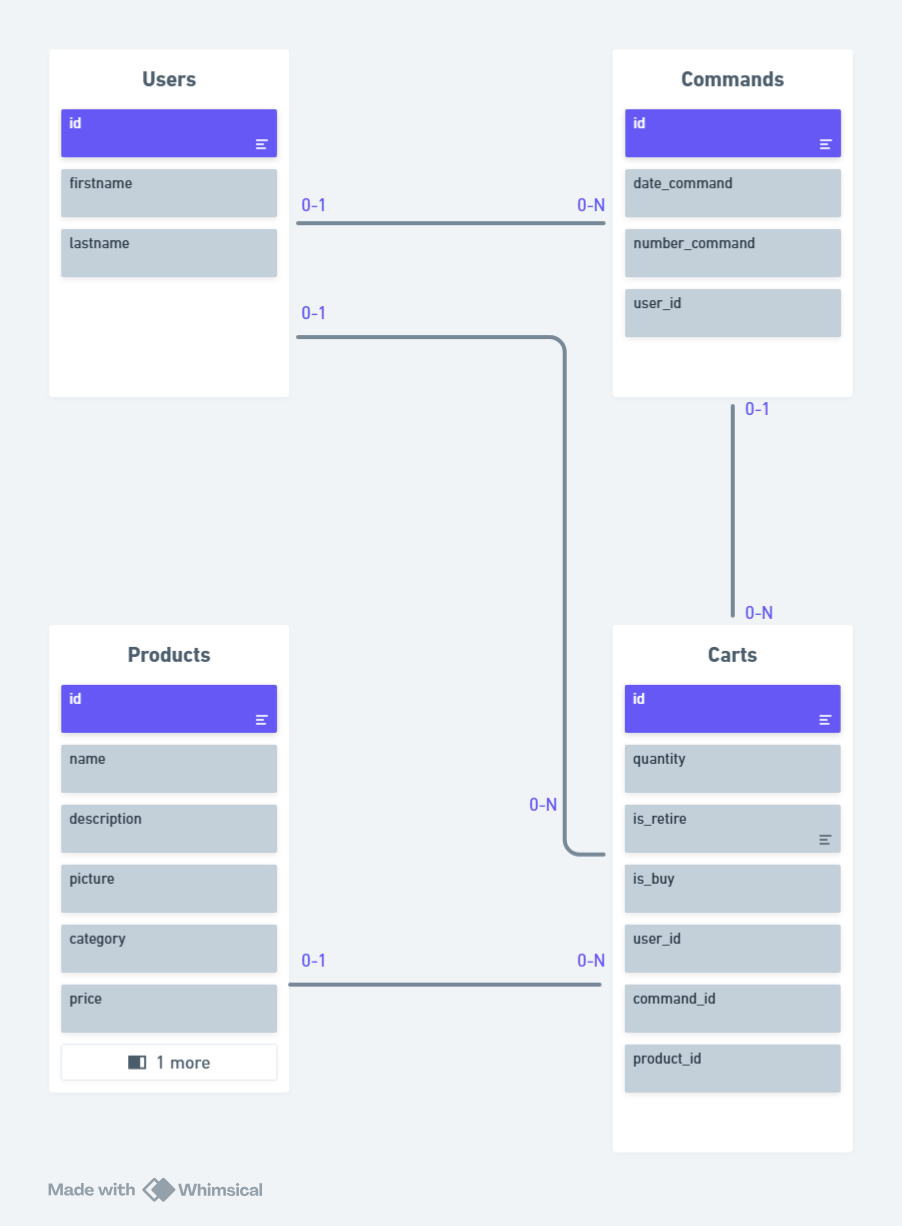 Users
id
firstname
lastname
Commands
id
date_command
number_command
user_id
0-1
0-N
0-1
0-1
0-N
Products
id
name
description
picture
category
price
1 more
Carts
id
quantity
is_retire
is_buy
user_id
command_id
product_id
0-N
0-1
0-N
Made with Whimsical